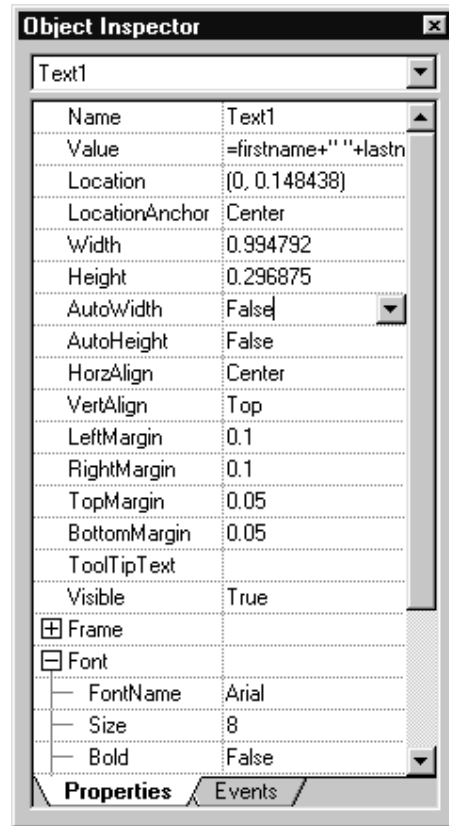 Object Inspector
Text1
Name Text1
Value =firstname+" "+lastn
Location (0, 0.148438)
LocationAnchor Center
Width 0.994792
Height 0.296875
AutoWidth False
AutoHeight False
HorzAlign Center
VertAlign Top
LeftMargin 0.1
RightMargin 0.1
TopMargin 0.05
BottomMargin 0.05
ToolTipText
Visible True
Frame
Font
FontName Arial
Size 8
Bold False
Properties Events